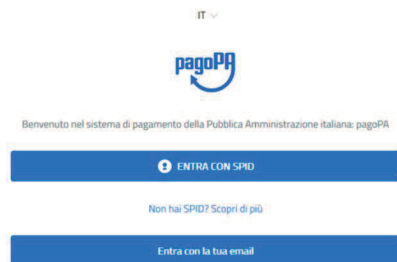 IT
pagoPA
Benvenuto nel sistema di pagamento della Pubblica Amministrazione italiana: pagoPA
ENTRA CON SPID
Non hai SPID? Scopri di più
Entra con la tua email